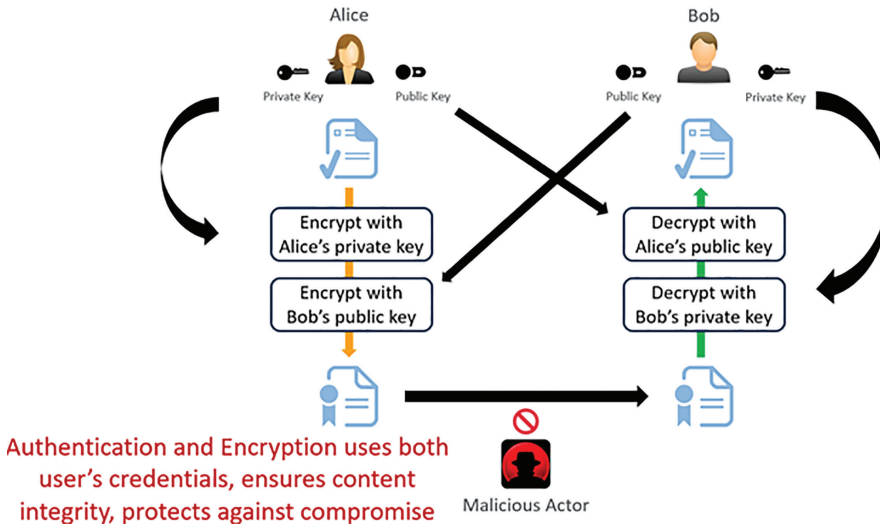 Alice
Bob
Private Key
Public Key
Public Key
Private Key
Encrypt with
Alice's private key
Encrypt with
Bob's public key
Decrypt with
Alice's public key
Decrypt with
Bob's private key
Authentication and Encryption uses both
user's credentials, ensures content
integrity, protects against compromise
Malicious Actor